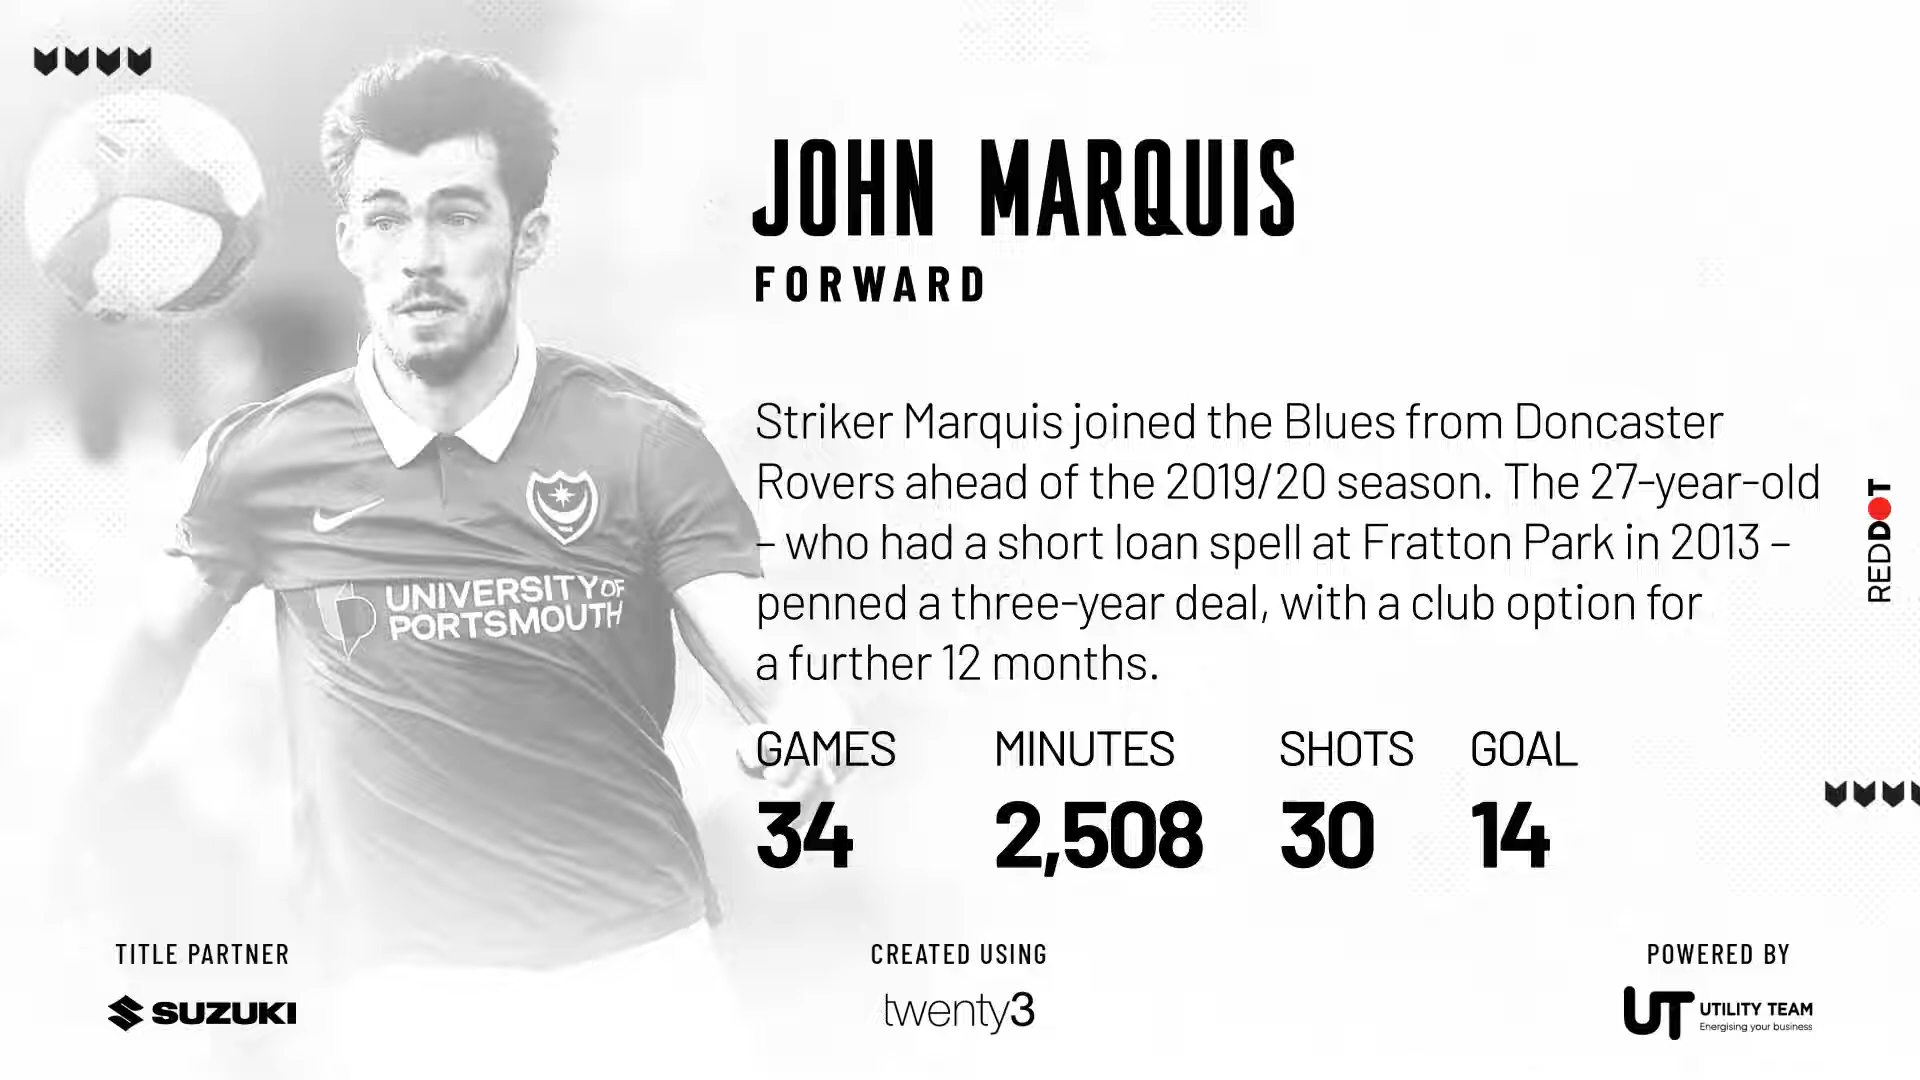 JOHN MARQUIS
FORWARD
Striker Marquis joined the Blues from Doncaster
Rovers ahead of the 2019/20 season. The 27-year-old
– who had a short loan spell at Fratton Park in 2013 –
penned a three-year deal, with a club option for
a further 12 months.
GAMES MINUTES SHOTS GOAL
34 2,508 30 14
UNIVERSITY OF
PORTSMOUTH
REDDOT
TITLE PARTNER
SUZUKI
CREATED USING
twenty3
POWERED BY
UT UTILITY TEAM
Energising your business